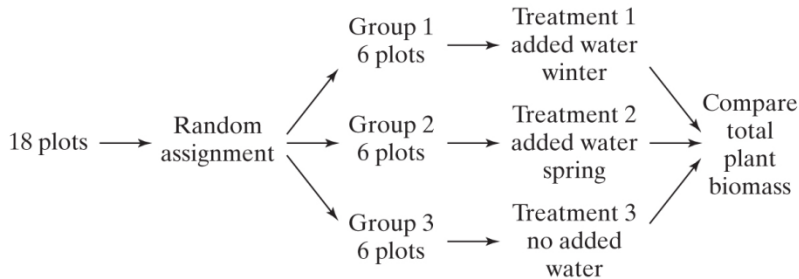 18 plots
Random
assignment
Group 1
6 plots
Treatment 1
added water
winter
Group 2
6 plots
Treatment 2
added water
spring
Group 3
6 plots
Treatment 3
no added
water
Compare
total
plant
biomass